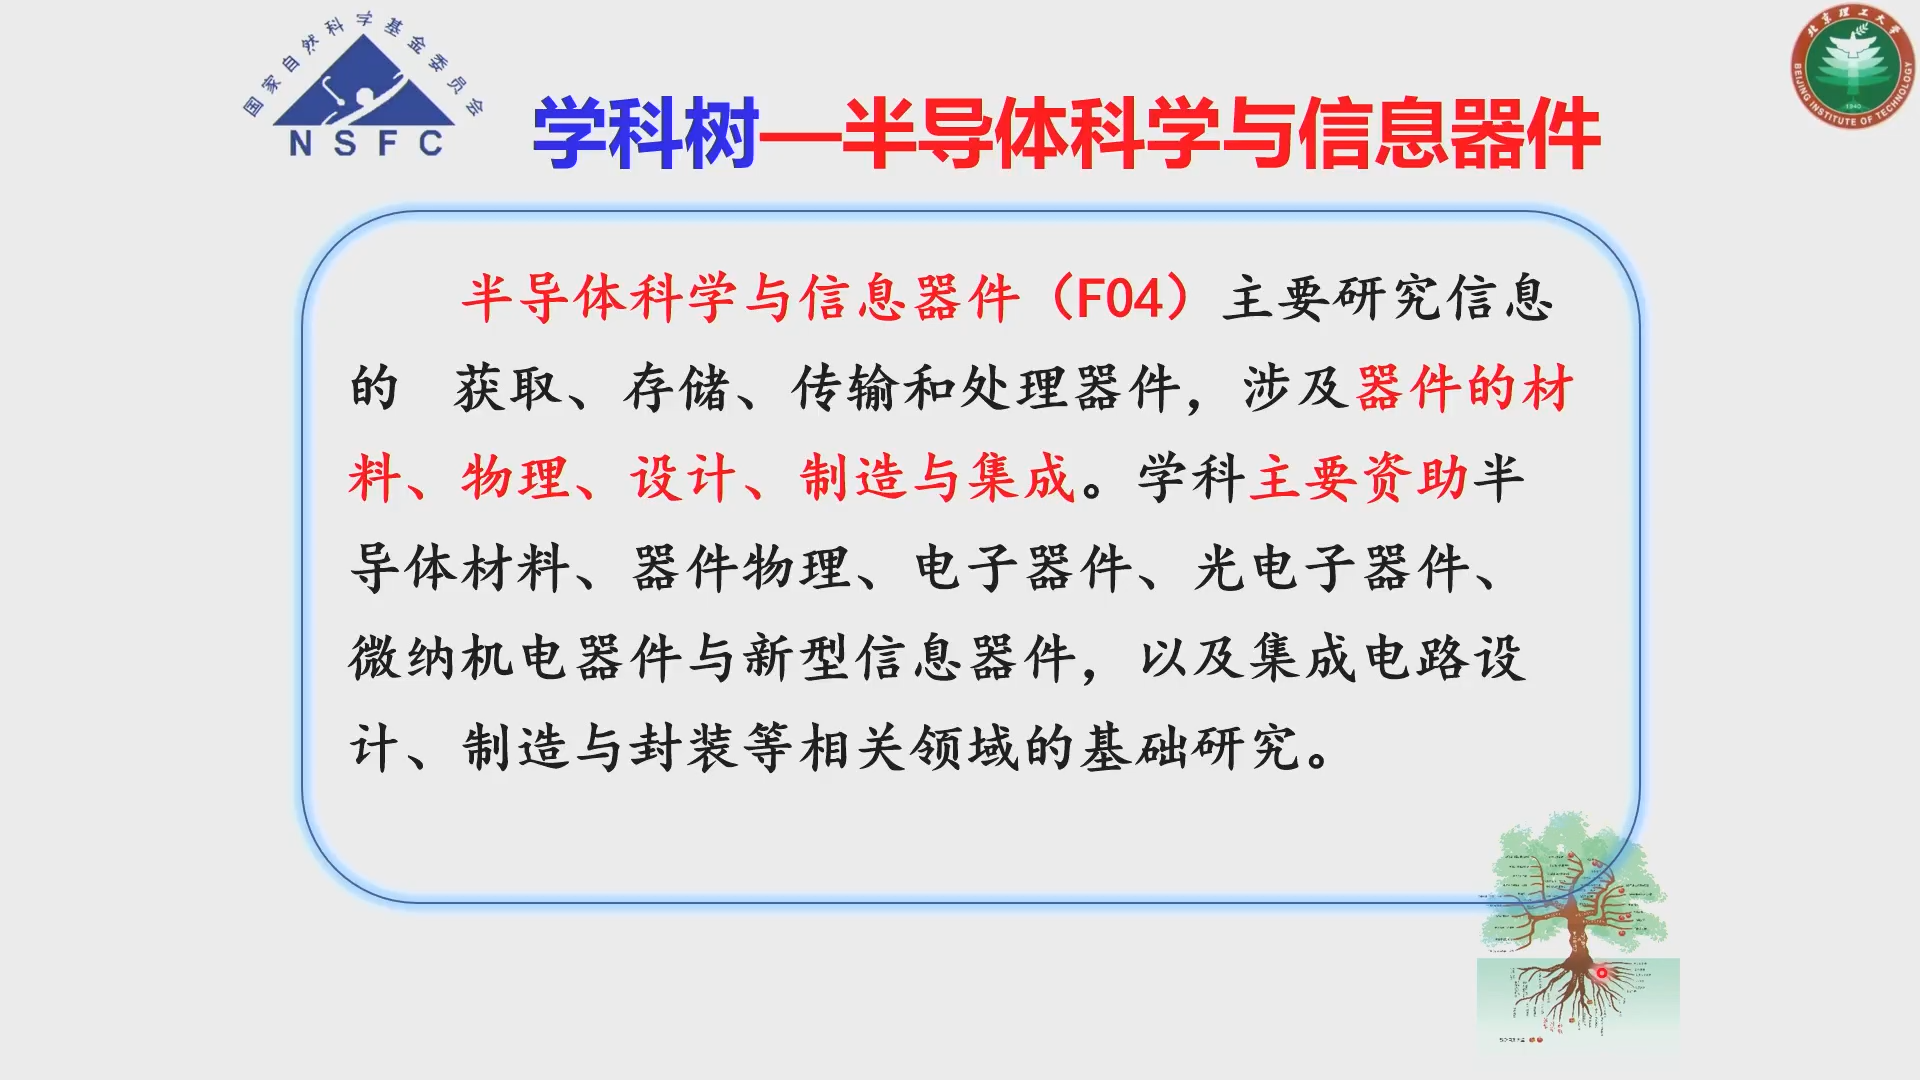 国家自然科学基金委员会
NSFC
北京理工大学
BEIJING INSTITUTE OF TECHNOLOGY
1940
学科树—半导体科学与信息器件
半导体科学与信息器件（F04）主要研究信息
的 获取、存储、传输和处理器件，涉及器件的材
料、物理、设计、制造与集成。学科主要资助半
导体材料、器件物理、电子器件、光电子器件、
微纳机电器件与新型信息器件，以及集成电路设
计、制造与封装等相关领域的基础研究。